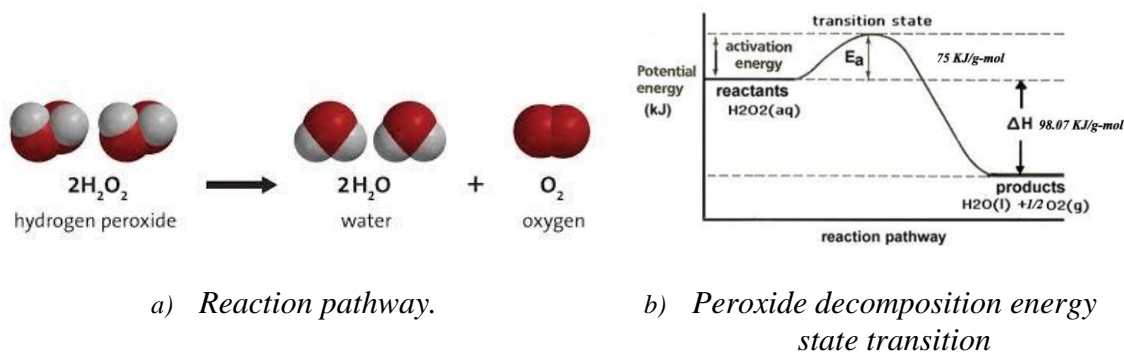 2H₂O₂
hydrogen peroxide
2H₂O
water
+
O₂
oxygen
a) Reaction pathway.
transition state
activation
energy
Eₐ
75 KJ/g-mol
Potential
energy
(kJ)
reactants
H2O2(aq)
ΔH 98.07 KJ/g-mol
products
H2O(l) +1/2 O2(g)
reaction pathway
b) Peroxide decomposition energy
state transition